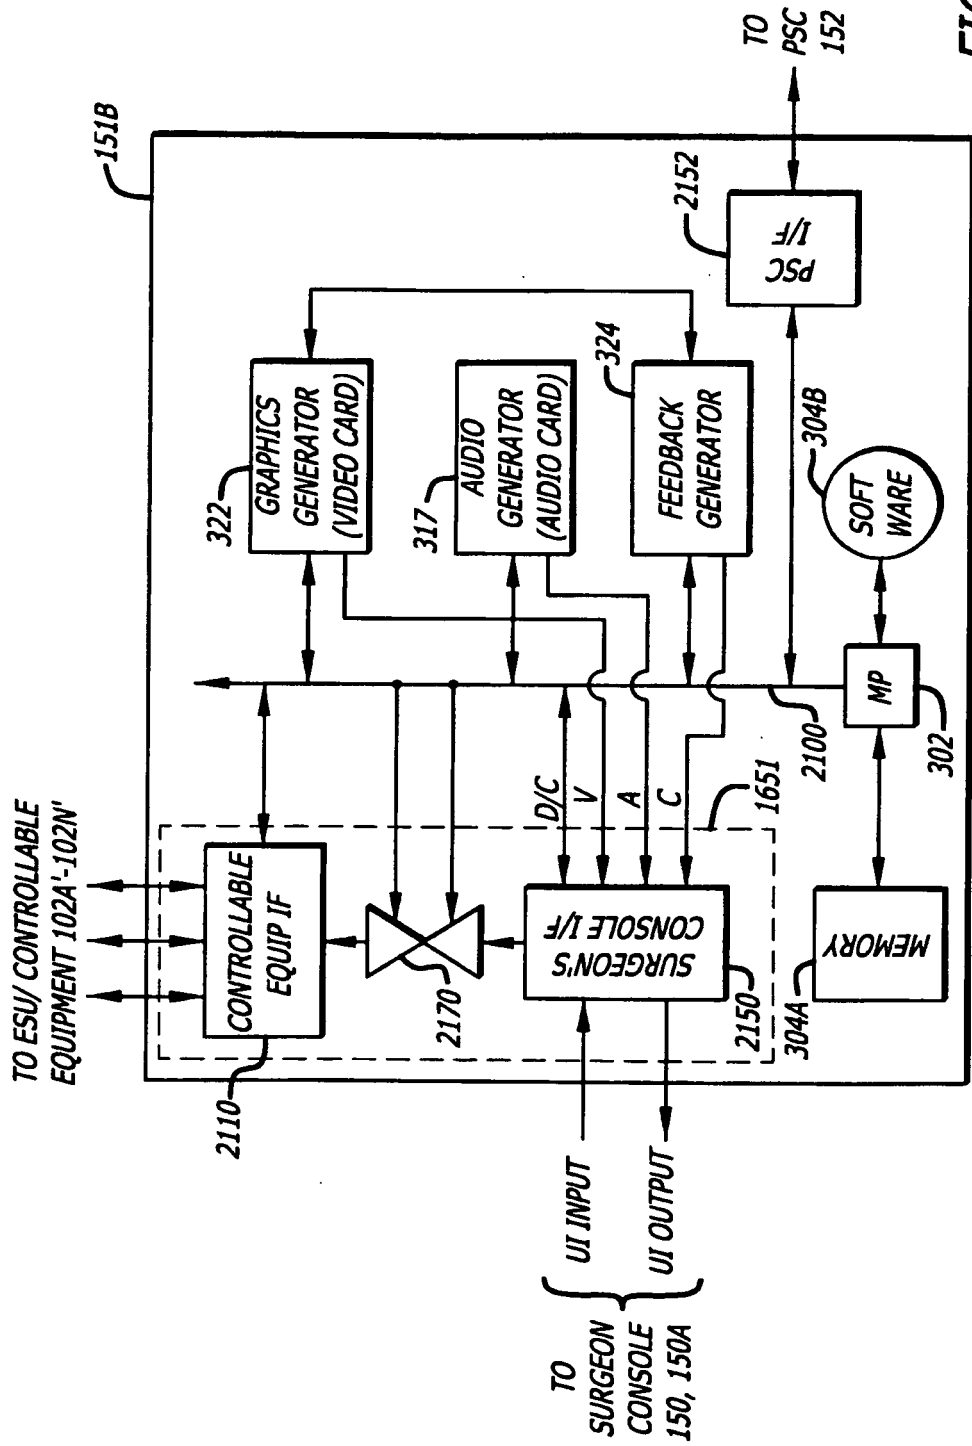 TO ESU/ CONTROLLABLE
EQUIPMENT 102A'-102N'
2110
CONTROLLABLE
EQUIP IF
2170
SURGEON'S
CONSOLE I/F
2150
1651
UI INPUT
UI OUTPUT
TO
SURGEON
CONSOLE
150, 150A
D/C
V
A
C
304A
MEMORY
302
MP
2100
304B
SOFT
WARE
322
GRAPHICS
GENERATOR
(VIDEO CARD)
317
AUDIO
GENERATOR
(AUDIO CARD)
324
FEEDBACK
GENERATOR
2152
PSC
I/F
151B
TO
PSC
152